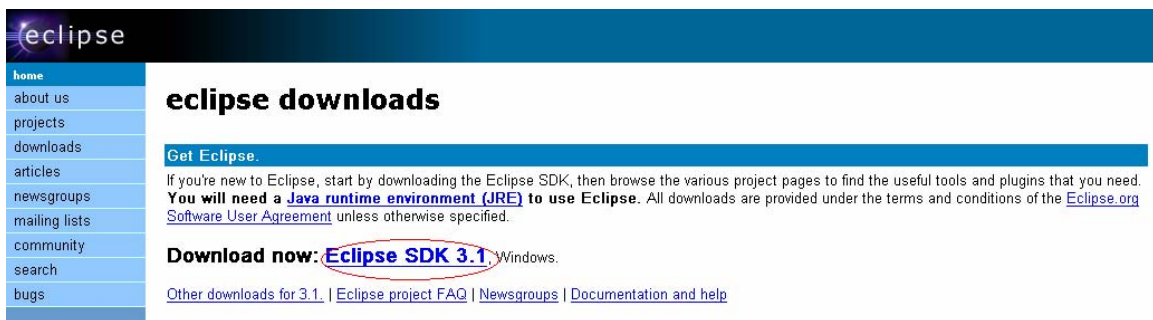 eclipse
home
about us
projects
downloads
articles
newsgroups
mailing lists
community
search
bugs
eclipse downloads
Get Eclipse.
If you're new to Eclipse, start by downloading the Eclipse SDK, then browse the various project pages to find the useful tools and plugins that you need.
You will need a Java runtime environment (JRE) to use Eclipse. All downloads are provided under the terms and conditions of the Eclipse.org
Software User Agreement unless otherwise specified.
Download now: Eclipse SDK 3.1, Windows.
Other downloads for 3.1. | Eclipse project FAQ | Newsgroups | Documentation and help